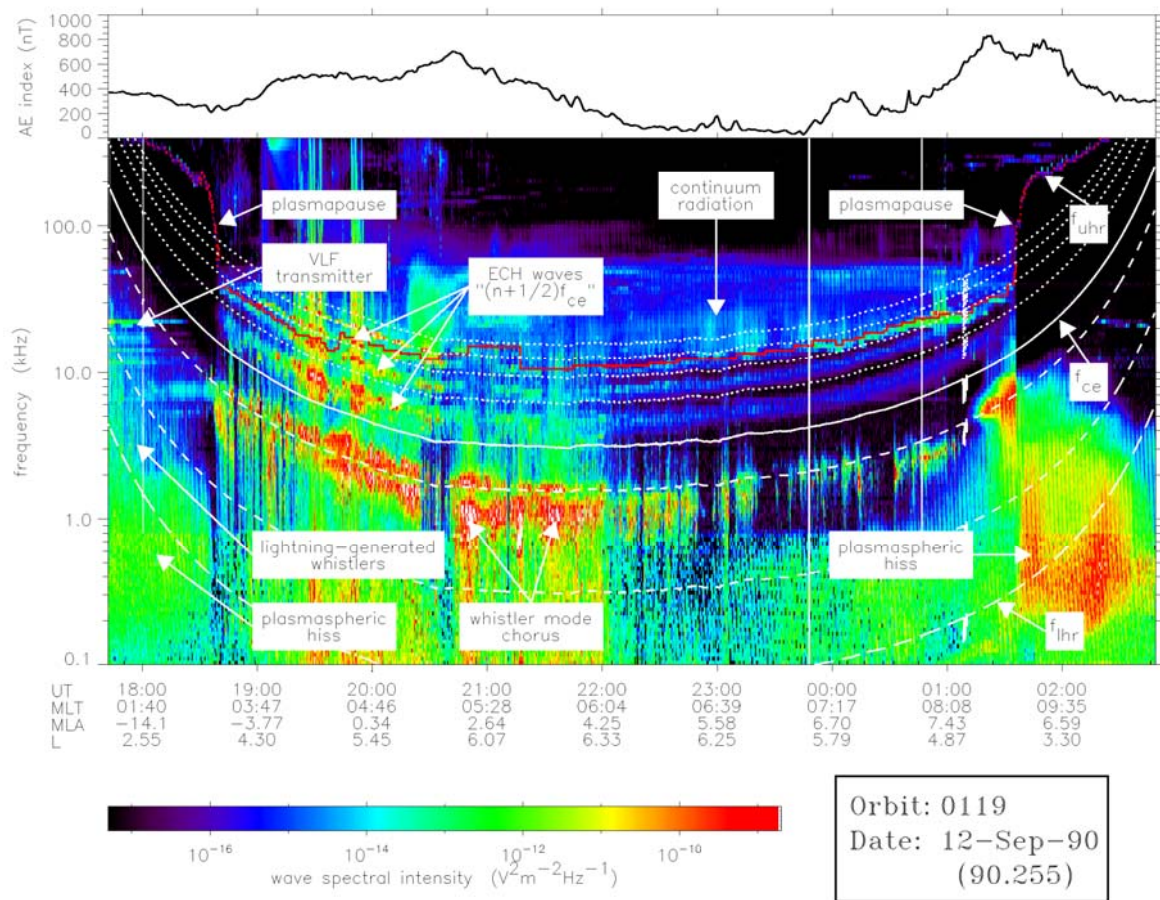 AE index (nT)
1000
800
600
400
200
0
plasmapause
VLF
transmitter
ECH waves
"(n+1/2)fce"
continuum
radiation
plasmapause
fuhr
fce
lightning-generated
whistlers
plasmaspheric
hiss
whistler mode
chorus
plasmaspheric
hiss
flhr
frequency (kHz)
100.0
10.0
1.0
0.1
UT 18:00 19:00 20:00 21:00 22:00 23:00 00:00 01:00 02:00
MLT 01:40 03:47 04:46 05:28 06:04 06:39 07:17 08:08 09:35
MLA −14.1 −3.77 0.34 2.64 4.25 5.58 6.70 7.43 6.59
L 2.55 4.30 5.45 6.07 6.33 6.25 5.79 4.87 3.30
10⁻¹⁶ 10⁻¹⁴ 10⁻¹² 10⁻¹⁰
wave spectral intensity (V²m⁻²Hz⁻¹)
Orbit: 0119
Date: 12-Sep-90
(90.255)